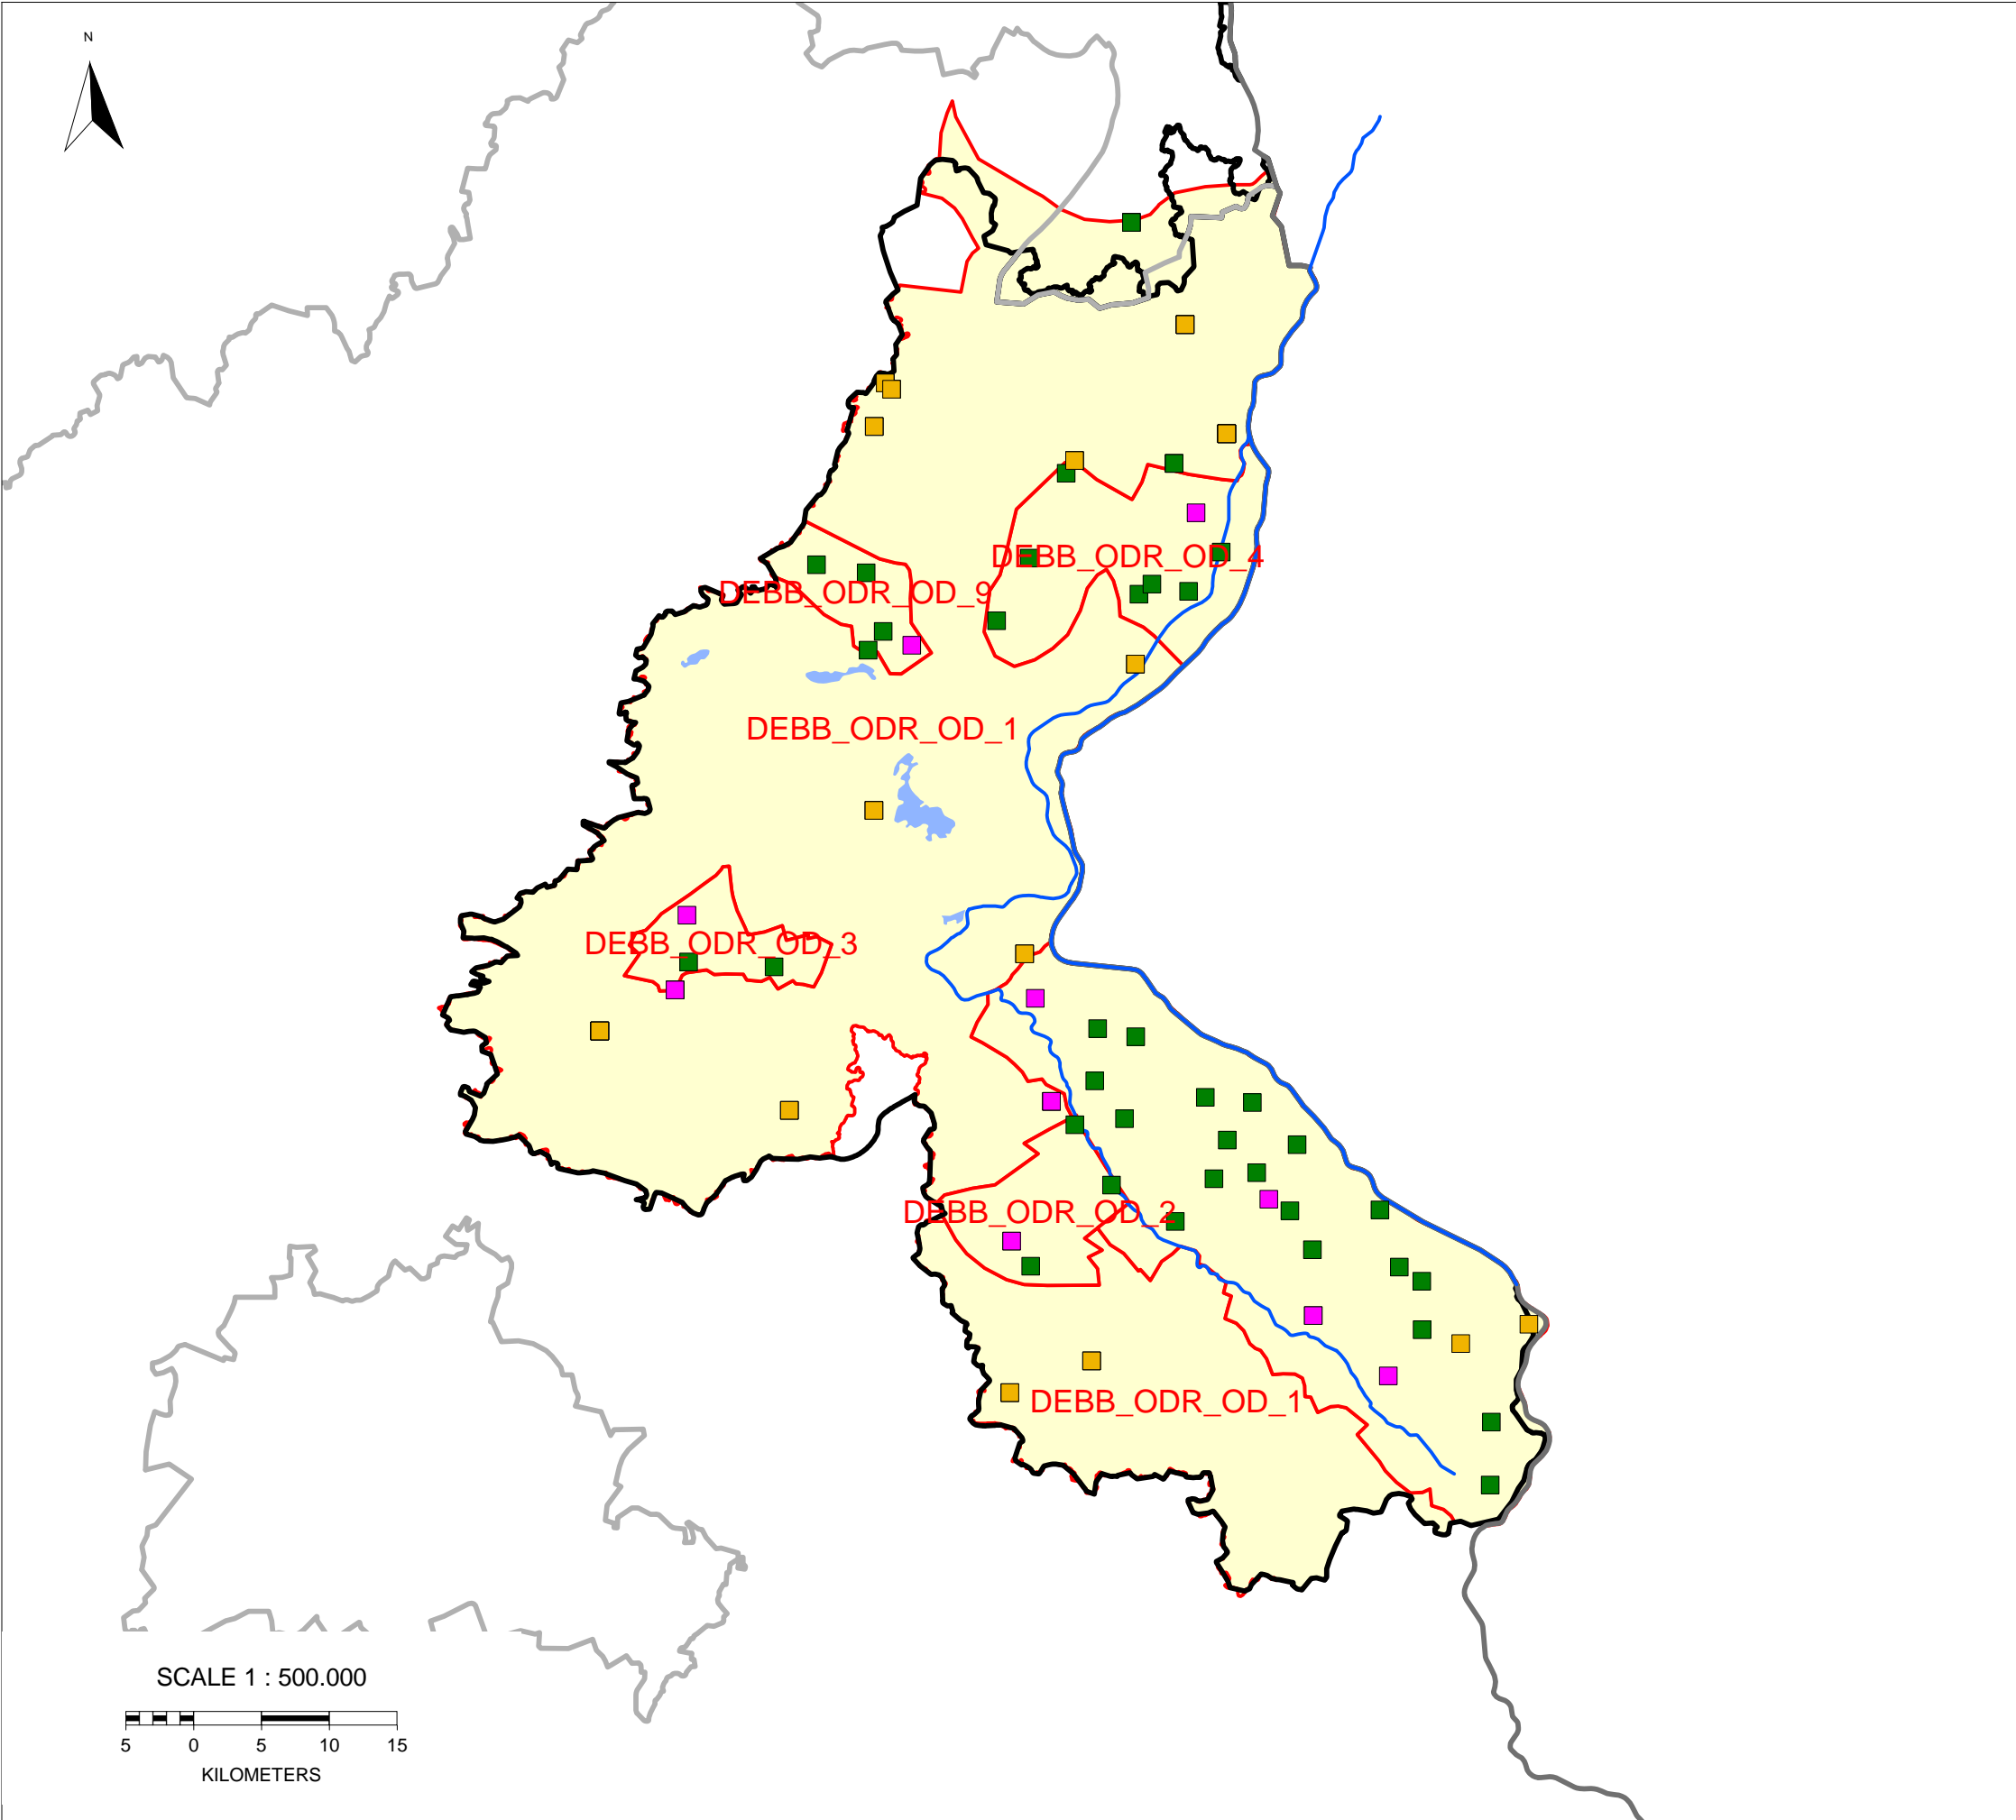 N
DEBB_ODR_OD_4
DEBB_ODR_OD_9
DEBB_ODR_OD_1
DEBB_ODR_OD_3
DEBB_ODR_OD_2
DEBB_ODR_OD_1
SCALE 1 : 500.000
5 0 5 10 15
KILOMETERS